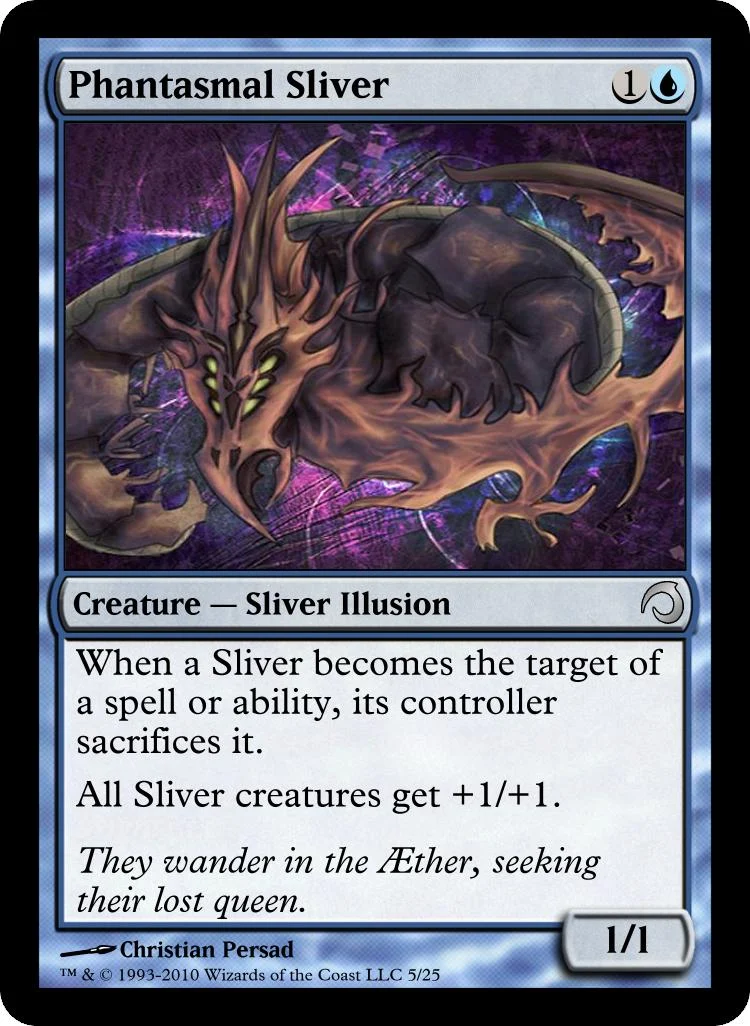 Phantasmal Sliver 1
Creature — Sliver Illusion
When a Sliver becomes the target of
a spell or ability, its controller
sacrifices it.
All Sliver creatures get +1/+1.
They wander in the Æther, seeking
their lost queen.
1/1
Christian Persad
™ & © 1993-2010 Wizards of the Coast LLC 5/25